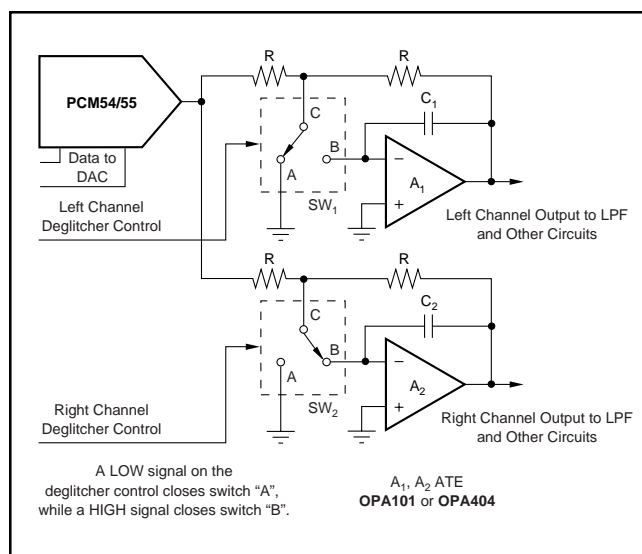 PCM54/55
Data to
DAC
Left Channel
Deglitcher Control
R
R
C
A
B
SW1
C1
−
+
A1
Left Channel Output to LPF
and Other Circuits
R
R
C
A
B
SW2
C2
−
+
A2
Right Channel Output to LPF
and Other Circuits
Right Channel
Deglitcher Control
A LOW signal on the
deglitcher control closes switch “A”,
while a HIGH signal closes switch “B”.
A1, A2 ATE
OPA101 or OPA404